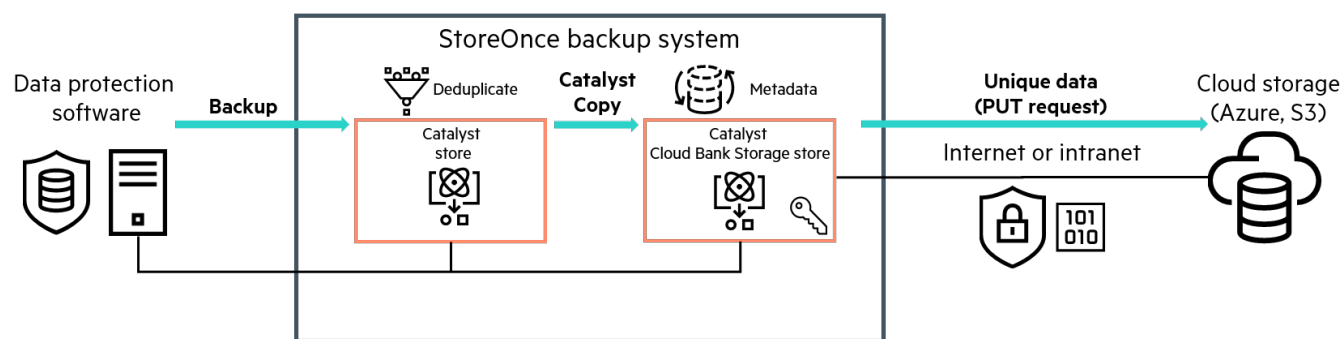 StoreOnce backup system
Data protection
software
Backup
Deduplicate
Catalyst
Copy
Metadata
Unique data
(PUT request)
Cloud storage
(Azure, S3)
Catalyst
store
Catalyst
Cloud Bank Storage store
Internet or intranet
101
010